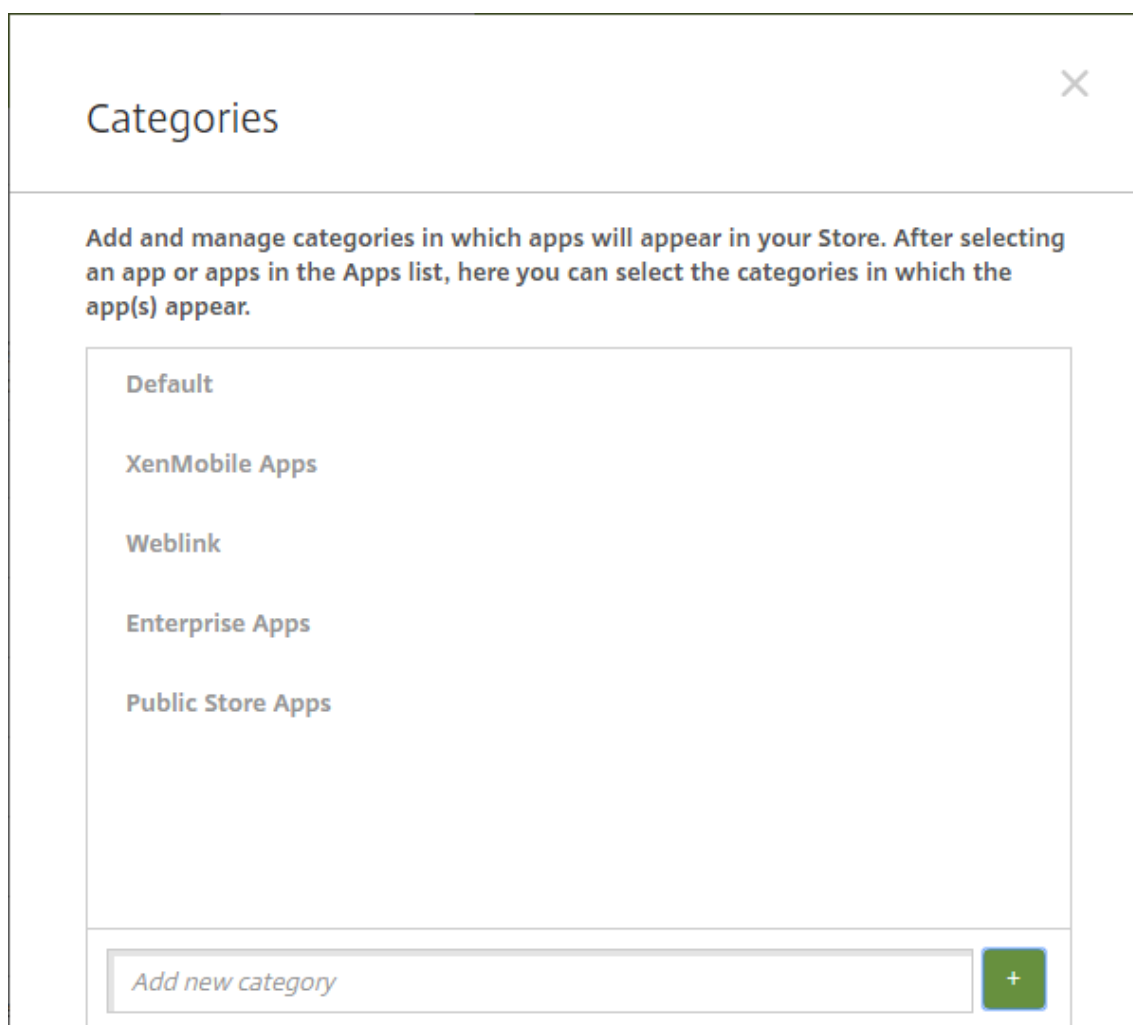 Categories
Add and manage categories in which apps will appear in your Store. After selecting
an app or apps in the Apps list, here you can select the categories in which the
app(s) appear.
Default
XenMobile Apps
Weblink
Enterprise Apps
Public Store Apps
Add new category
+